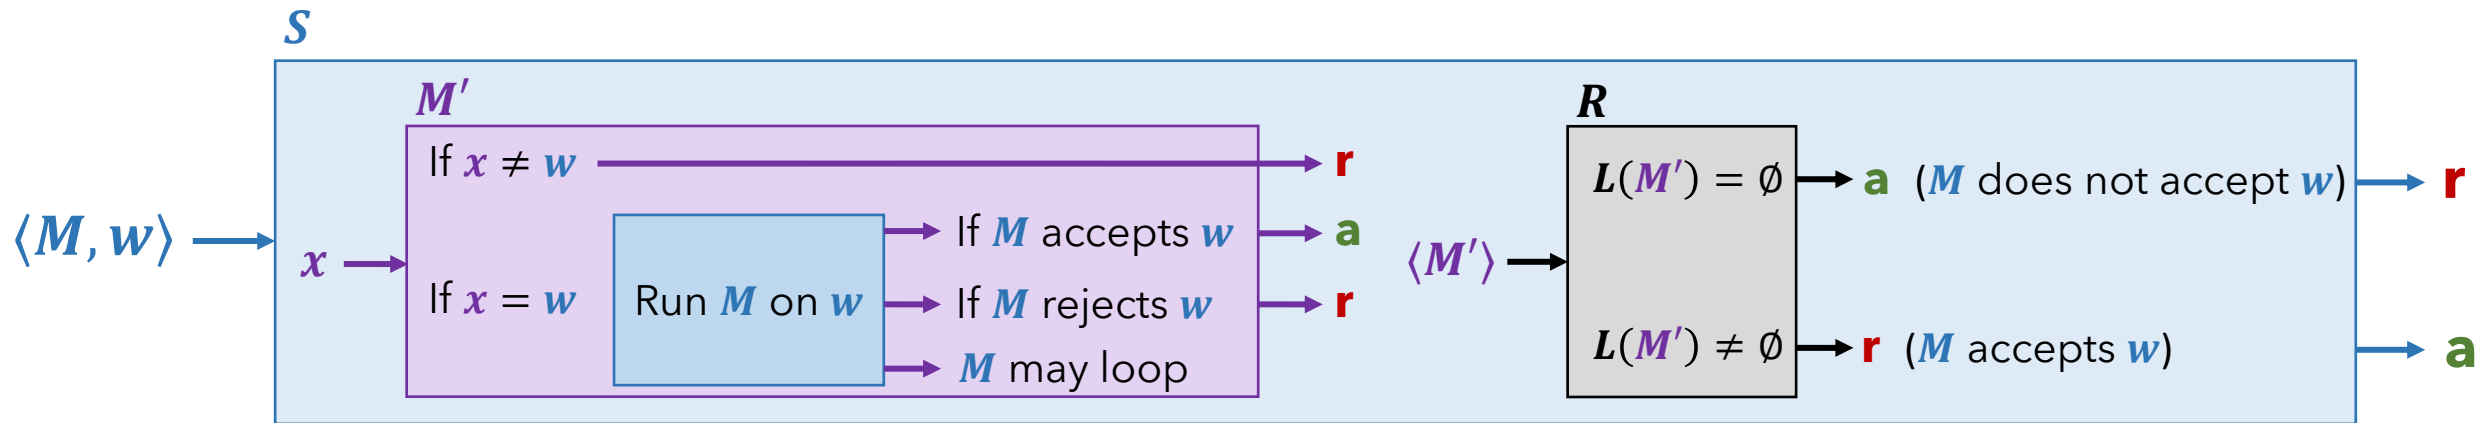 S
M′
R
If x ≠ w
r
L(M′) = ∅
a (M does not accept w)
r
⟨M, w⟩
x
If x = w
Run M on w
If M accepts w
a
If M rejects w
r
M may loop
⟨M′⟩
L(M′) ≠ ∅
r (M accepts w)
a